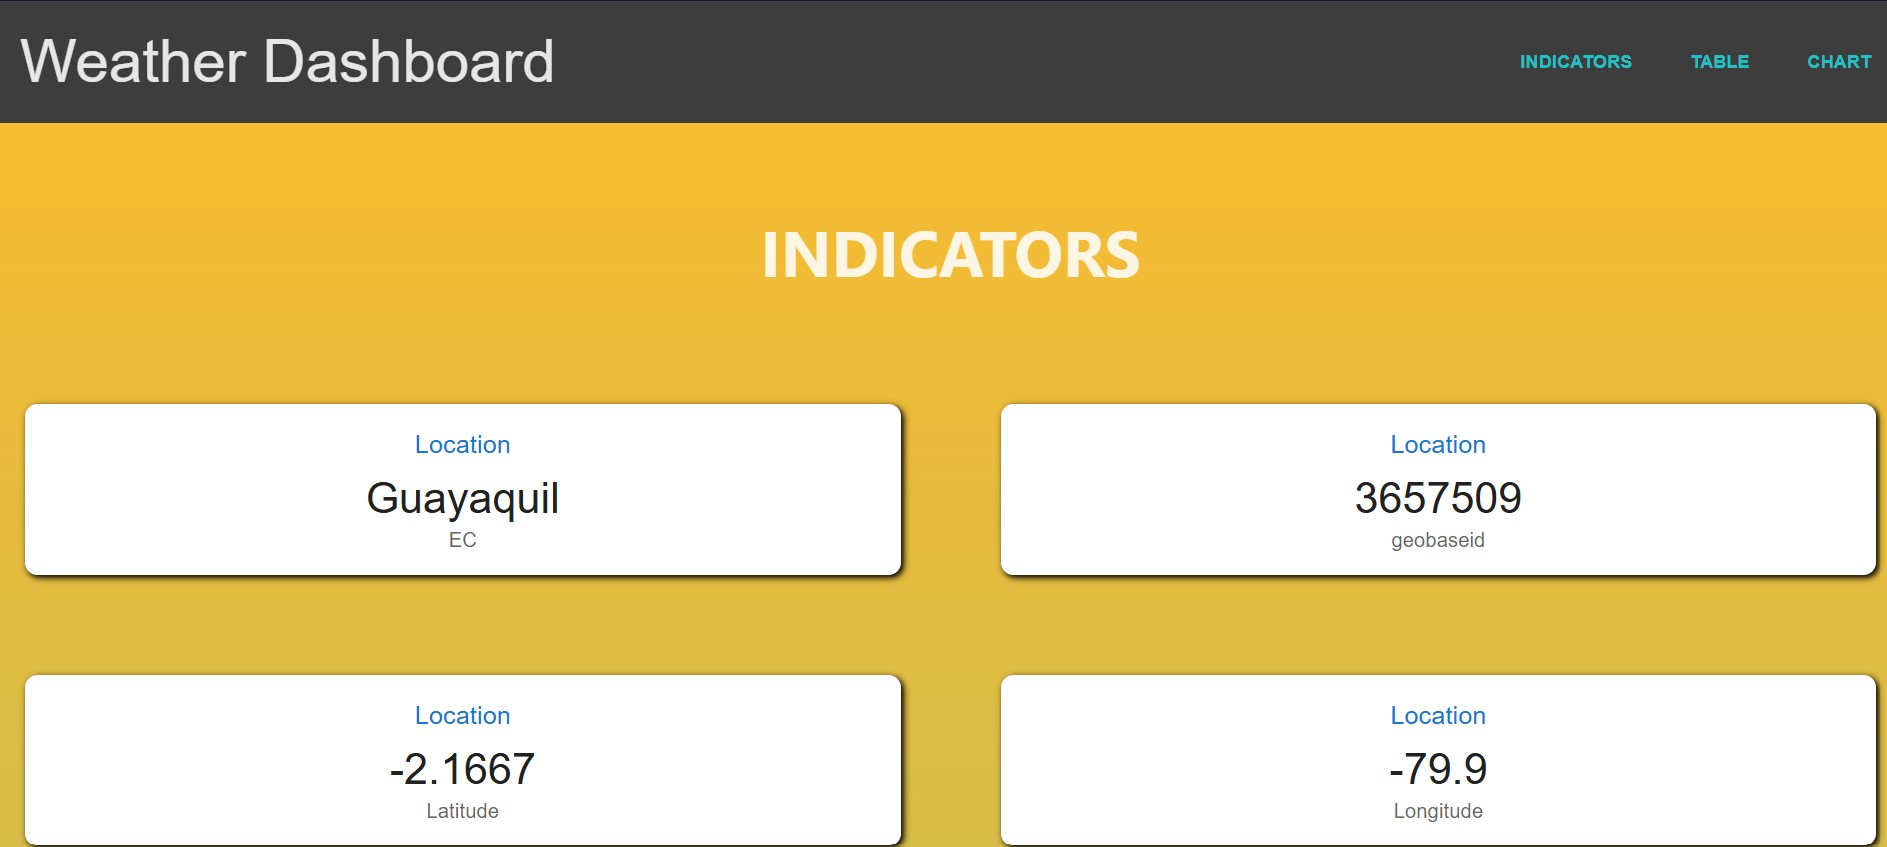 Weather Dashboard
INDICATORS TABLE CHART
INDICATORS
Location
Guayaquil
EC
Location
3657509
geobaseid
Location
-2.1667
Latitude
Location
-79.9
Longitude